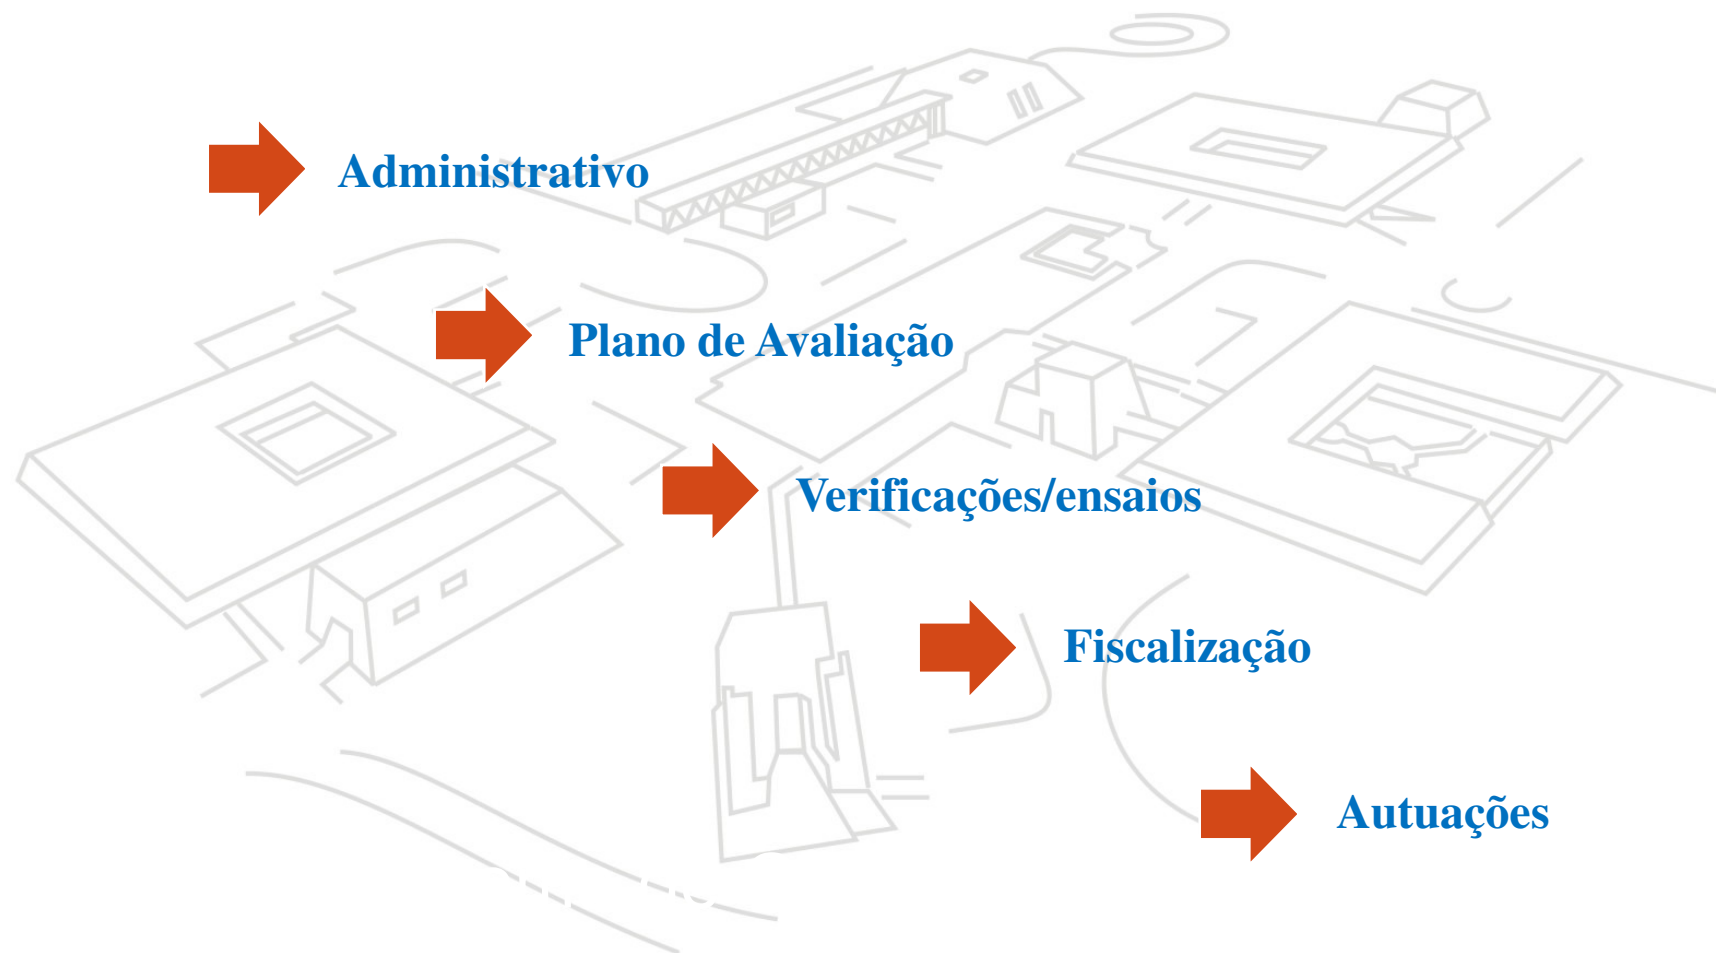 Administrativo
Plano de Avaliação
Verificações/ensaios
Fiscalização
Autuações